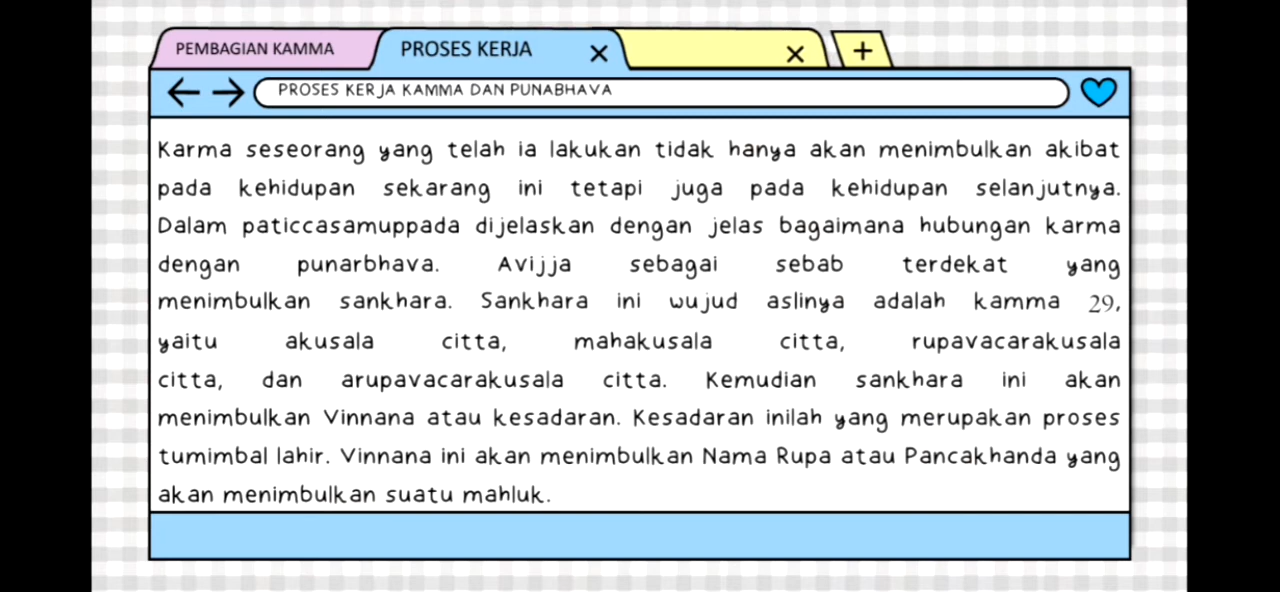 PEMBAGIAN KAMMA
PROSES KERJA
PROSES KERJA KAMMA DAN PUNABHAVA
Karma seseorang yang telah ia lakukan tidak hanya akan menimbulkan akibat
pada kehidupan sekarang ini tetapi juga pada kehidupan selanjutnya.
Dalam paticcasamuppada dijelaskan dengan jelas bagaimana hubungan karma
dengan punarbhava. Avijja sebagai sebab terdekat yang
menimbulkan sankhara. Sankhara ini wujud aslinya adalah kamma 29,
yaitu akusala citta, mahakusala citta, rupavacarakusala
citta, dan arupavacarakusala citta. Kemudian sankhara ini akan
menimbulkan Vinnana atau kesadaran. Kesadaran inilah yang merupakan proses
tumimbal lahir. Vinnana ini akan menimbulkan Nama Rupa atau Pancakhanda yang
akan menimbulkan suatu mahluk.